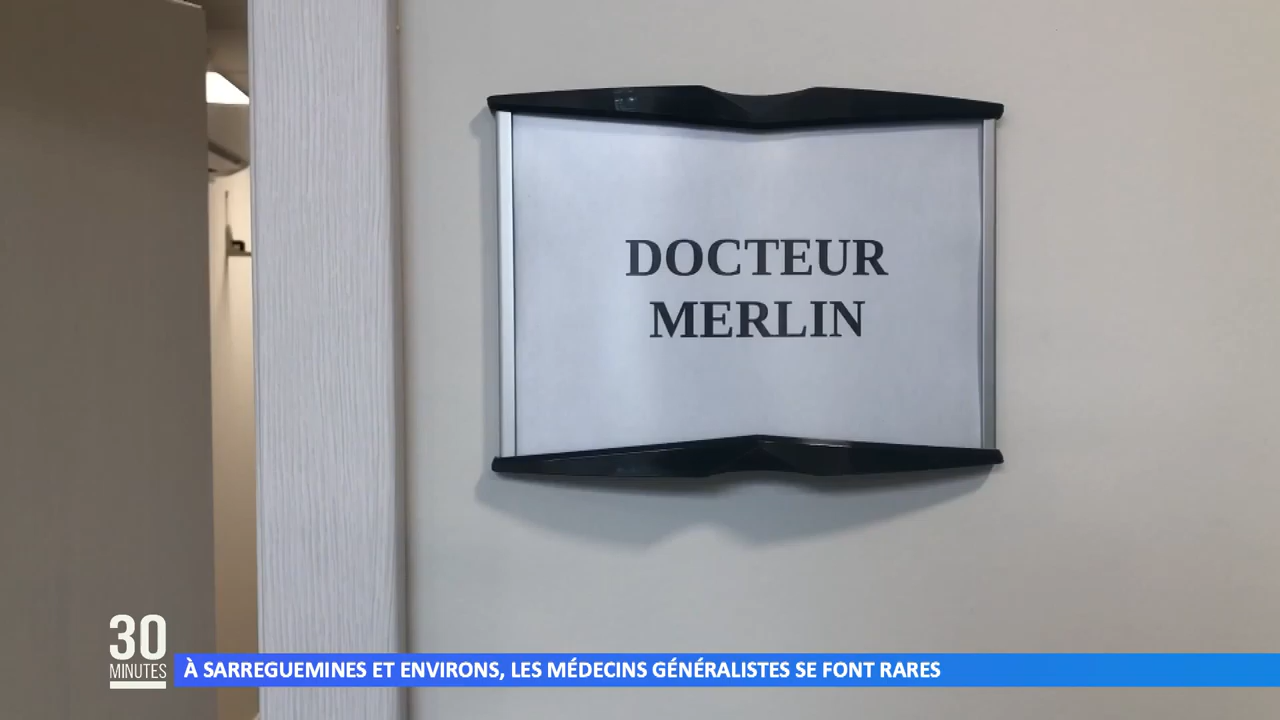 DOCTEUR
MERLIN
30
MINUTES
À SARREGUEMINES ET ENVIRONS, LES MÉDECINS GÉNÉRALISTES SE FONT RARES